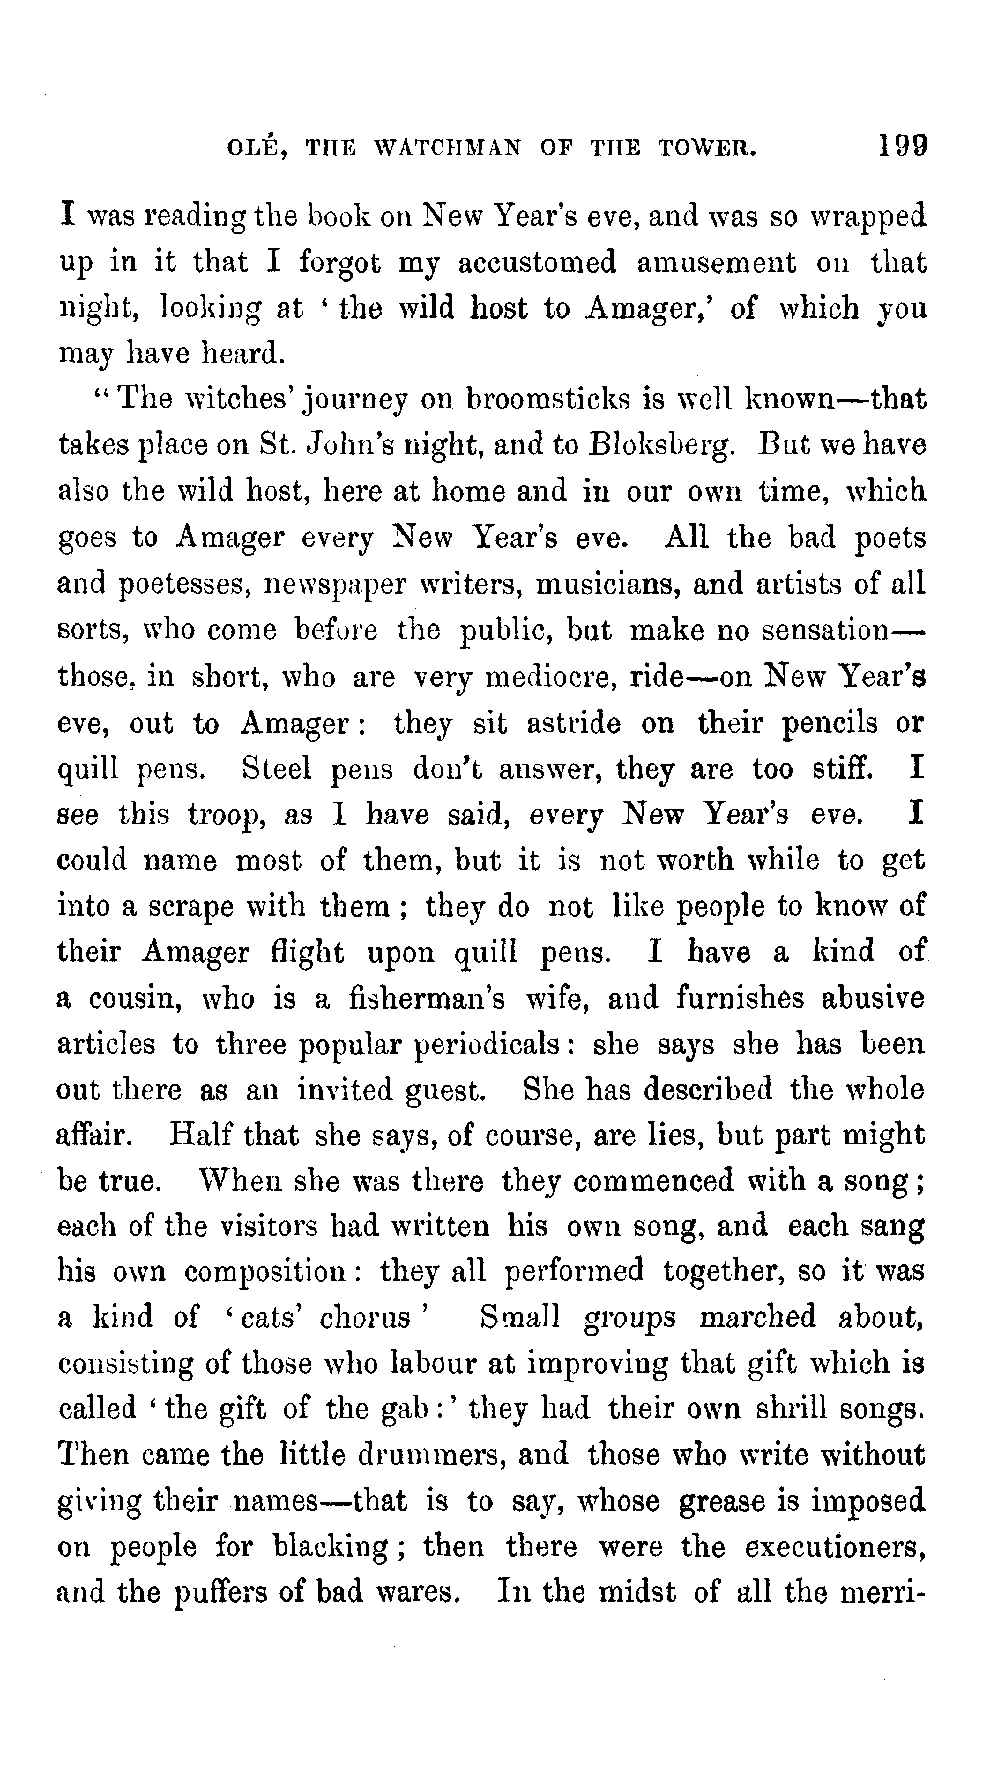 OLÉ, THE WATCHMAN OF THE TOWER. 199
I was reading the book on New Year's eve, and was so wrapped
up in it that I forgot my accustomed amusement on that
night, looking at ‘ the wild host to Amager,’ of which you
may have heard.
“ The witches’ journey on broomsticks is well known—that
takes place on St. John's night, and to Bloksberg. But we have
also the wild host, here at home and in our own time, which
goes to Amager every New Year's eve. All the bad poets
and poetesses, newspaper writers, musicians, and artists of all
sorts, who come before the public, but make no sensation—
those, in short, who are very mediocre, ride—on New Year's
eve, out to Amager : they sit astride on their pencils or
quill pens. Steel pens don't answer, they are too stiff. I
see this troop, as I have said, every New Year's eve. I
could name most of them, but it is not worth while to get
into a scrape with them ; they do not like people to know of
their Amager flight upon quill pens. I have a kind of
a cousin, who is a fisherman's wife, and furnishes abusive
articles to three popular periodicals : she says she has been
out there as an invited guest. She has described the whole
affair. Half that she says, of course, are lies, but part might
be true. When she was there they commenced with a song ;
each of the visitors had written his own song, and each sang
his own composition : they all performed together, so it was
a kind of ‘ cats’ chorus ’ Small groups marched about,
consisting of those who labour at improving that gift which is
called ‘ the gift of the gab : ’ they had their own shrill songs.
Then came the little drummers, and those who write without
giving their names—that is to say, whose grease is imposed
on people for blacking ; then there were the executioners,
and the puffers of bad wares. In the midst of all the merri-